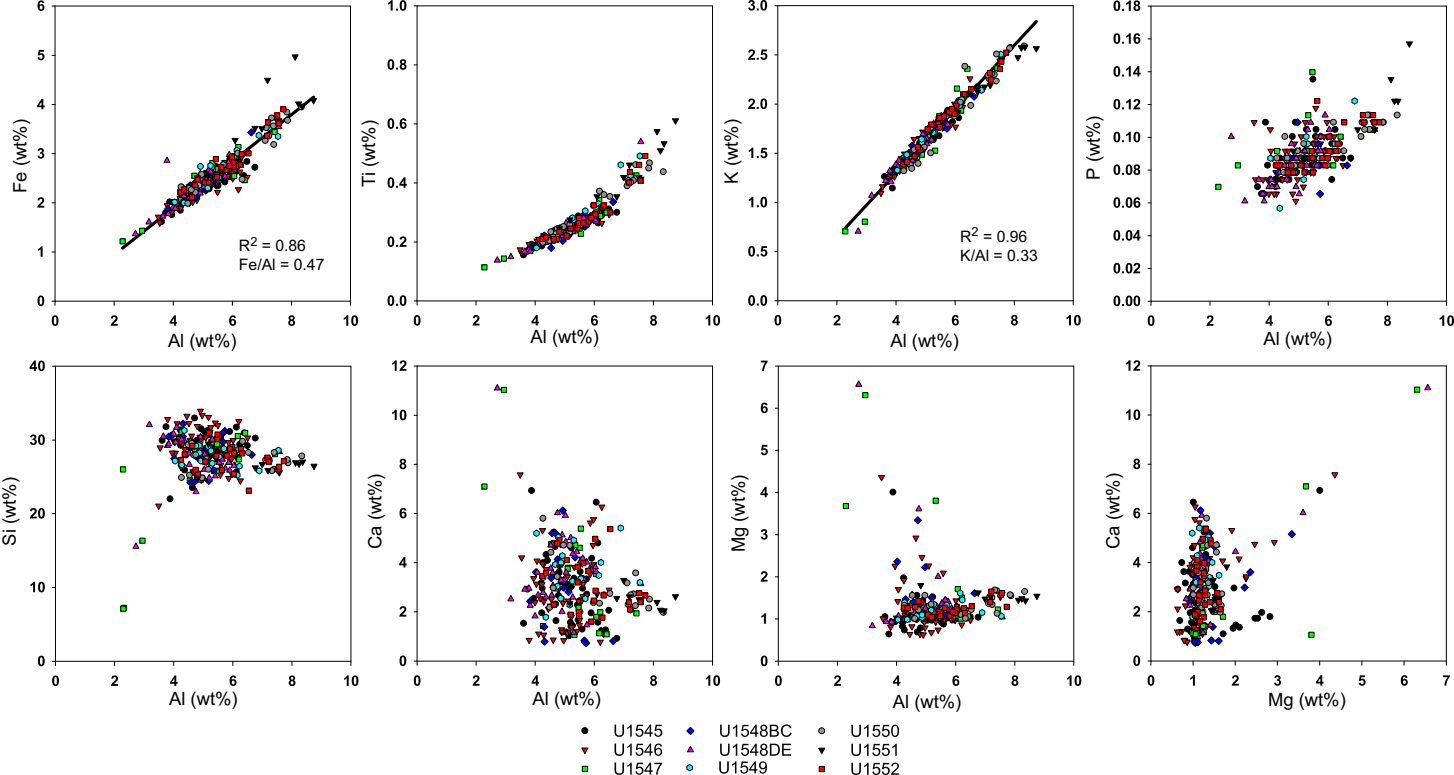 6 1.0 3.0 0.18
5 0.8 2.5 0.16
0.14
4 0.6 2.0 0.12
3 1.5 0.10
0.4 0.08
2 1.0 0.06
1 0.2 0.5 0.04
0.02
0 0.0 0.0 0.00
Fe (wt%) Ti (wt%) K (wt%) P (wt%)
R2 = 0.86
Fe/Al = 0.47
R2 = 0.96
K/Al = 0.33
0 2 4 6 8 10 0 2 4 6 8 10 0 2 4 6 8 10 0 2 4 6 8 10
Al (wt%) Al (wt%) Al (wt%) Al (wt%)
40 12 7 12
30 10 6 10
8 5 8
20 6 4 6
3
10 4 2 4
2 1 2
0 0 0 0
Si (wt%) Ca (wt%) Mg (wt%) Ca (wt%)
0 2 4 6 8 10 0 2 4 6 8 10 0 2 4 6 8 10 0 1 2 3 4 5 6 7
Al (wt%) Al (wt%) Al (wt%) Mg (wt%)
U1545 U1548BC U1550
U1546 U1548DE U1551
U1547 U1549 U1552